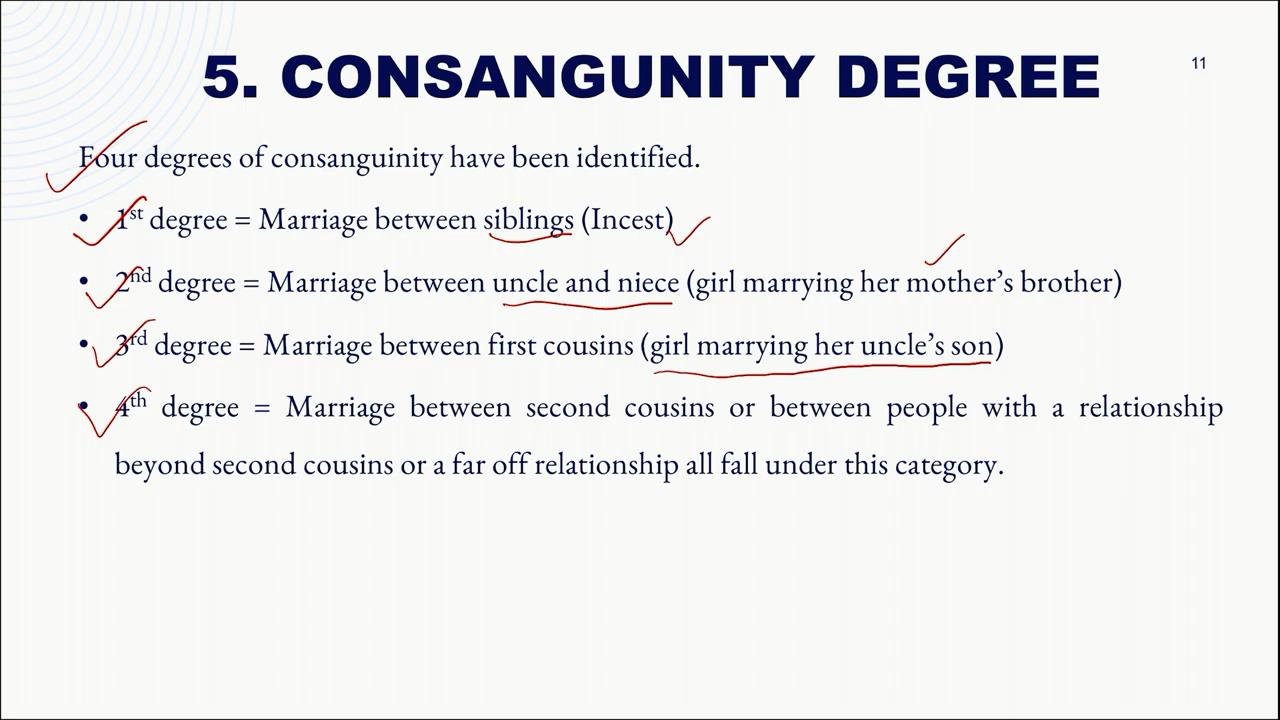 5. CONSANGUNITY DEGREE
11
Four degrees of consanguinity have been identified.
• 1st degree = Marriage between siblings (Incest)
• 2nd degree = Marriage between uncle and niece (girl marrying her mother’s brother)
• 3rd degree = Marriage between first cousins (girl marrying her uncle’s son)
• 4th degree = Marriage between second cousins or between people with a relationship
beyond second cousins or a far off relationship all fall under this category.